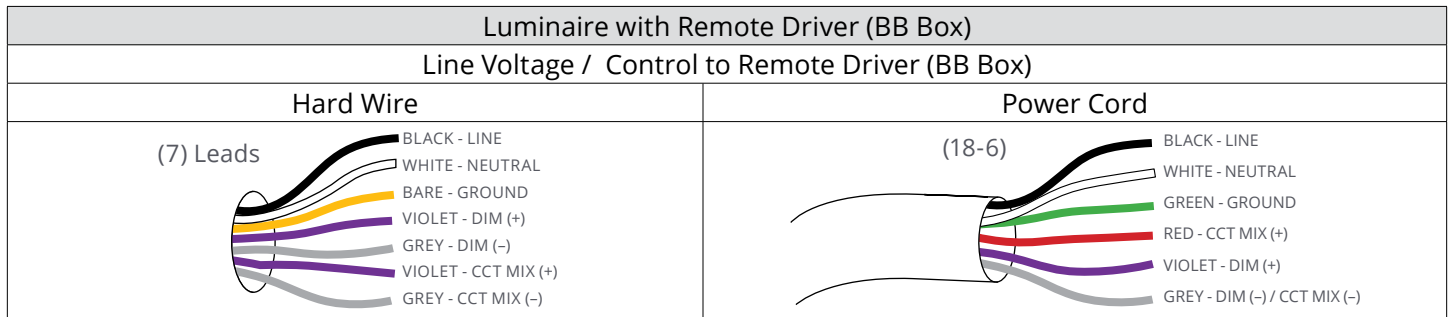 Luminaire with Remote Driver (BB Box)
Line Voltage / Control to Remote Driver (BB Box)
Hard Wire
Power Cord
(7) Leads
BLACK - LINE
WHITE - NEUTRAL
BARE - GROUND
VIOLET - DIM (+)
GREY - DIM (–)
VIOLET - CCT MIX (+)
GREY - CCT MIX (–)
(18-6)
BLACK - LINE
WHITE - NEUTRAL
GREEN - GROUND
RED - CCT MIX (+)
VIOLET - DIM (+)
GREY - DIM (–) / CCT MIX (–)